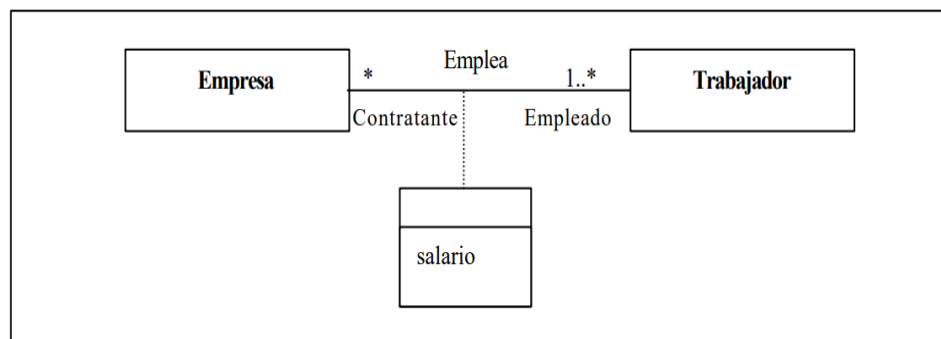 Emplea
Empresa
*
1..*
Trabajador
Contratante
Empleado
salario